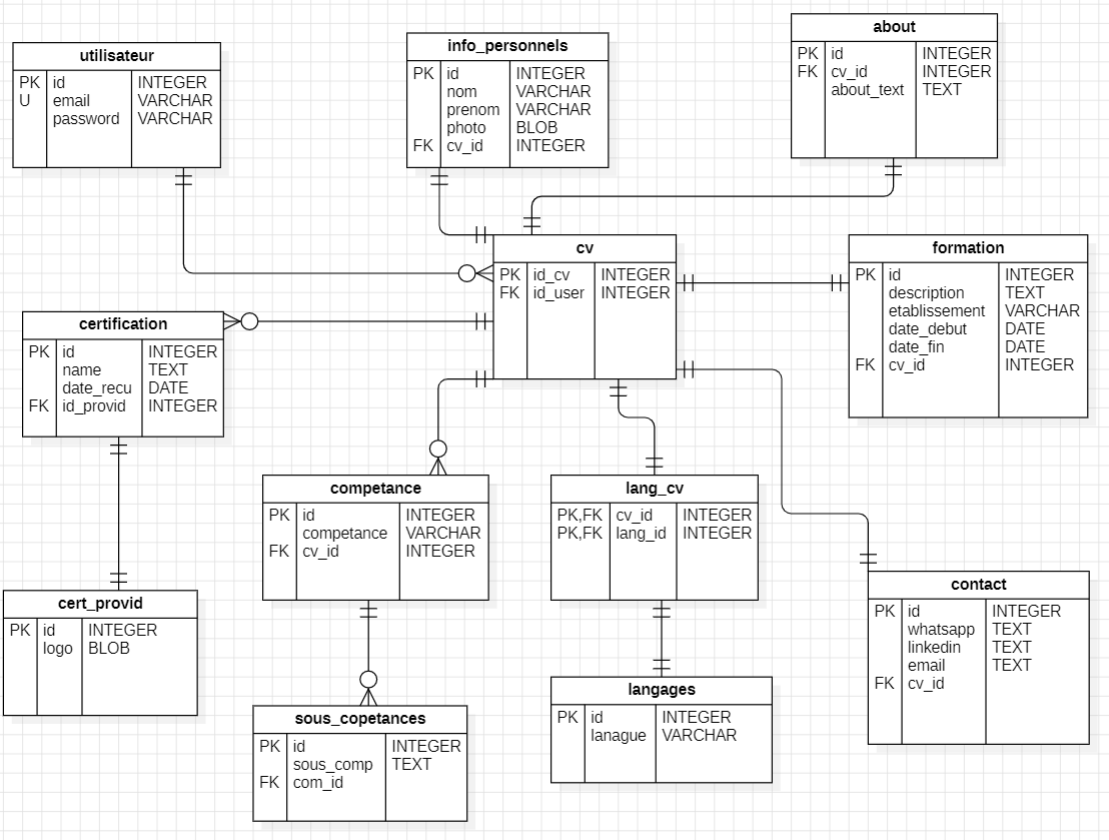 utilisateur
PK id INTEGER
U email VARCHAR
password VARCHAR
info_personnels
PK id INTEGER
nom VARCHAR
prenom VARCHAR
photo BLOB
FK cv_id INTEGER
about
PK id INTEGER
FK cv_id INTEGER
about_text TEXT
cv
PK id_cv INTEGER
FK id_user INTEGER
formation
PK id INTEGER
description TEXT
etablissement VARCHAR
date_debut DATE
date_fin DATE
FK cv_id INTEGER
certification
PK id INTEGER
name TEXT
date_recu DATE
FK id_provid INTEGER
competance
PK id INTEGER
competance VARCHAR
FK cv_id INTEGER
lang_cv
PK,FK cv_id INTEGER
PK,FK lang_id INTEGER
contact
PK id INTEGER
whatsapp TEXT
linkedin TEXT
email TEXT
FK cv_id
cert_provid
PK id INTEGER
logo BLOB
sous_copetances
PK id INTEGER
sous_comp TEXT
FK com_id
langages
PK id INTEGER
lanague VARCHAR